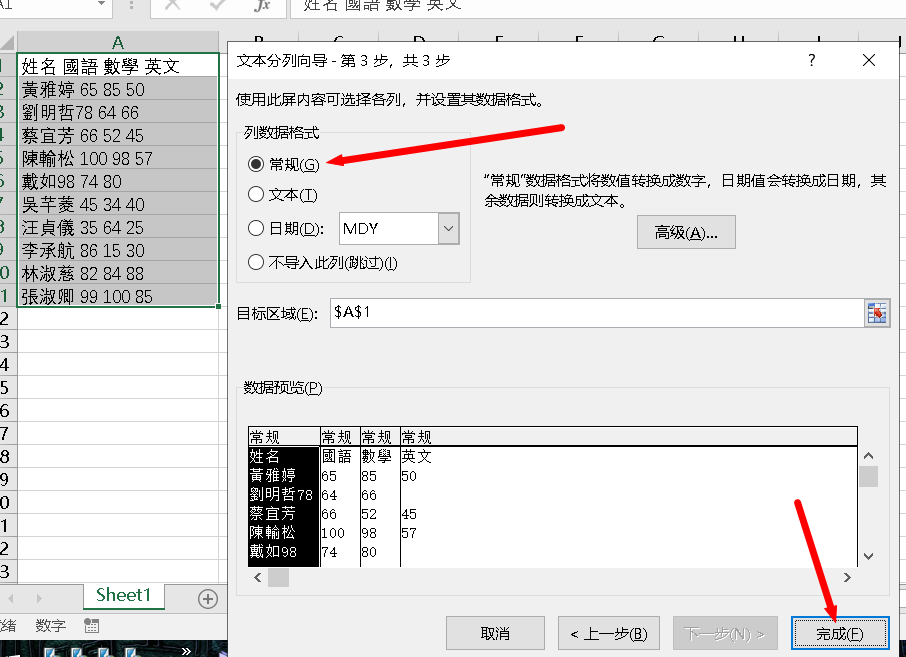 A1
fx
姓名 國語 數學 英文
A
姓名 國語 數學 英文
黃雅婷 65 85 50
劉明哲78 64 66
蔡宜芳 66 52 45
陳輸松 100 98 57
戴如98 74 80
吳芊菱 45 34 40
汪貞儀 35 64 25
李承航 86 15 30
林淑慈 82 84 88
張淑卿 99 100 85
文本分列向导 - 第 3 步，共 3 步
?
使用此屏内容可选择各列，并设置其数据格式。
列数据格式
常规(G)
文本(T)
日期(D): MDY
不导入此列(跳过)(I)
"常规"数据格式将数值转换成数字，日期值会转换成日期，其
余数据则转换成文本。
高级(A)...
目标区域(E): $A$1
数据预览(P)
常规 常规 常规 常规
姓名 國語 數學 英文
黃雅婷 65 85 50
劉明哲78 64 66
蔡宜芳 66 52 45
陳輸松 100 98 57
戴如98 74 80
取消 < 上一步(B) 下一步(N) > 完成(F)
Sheet1
绪 数字